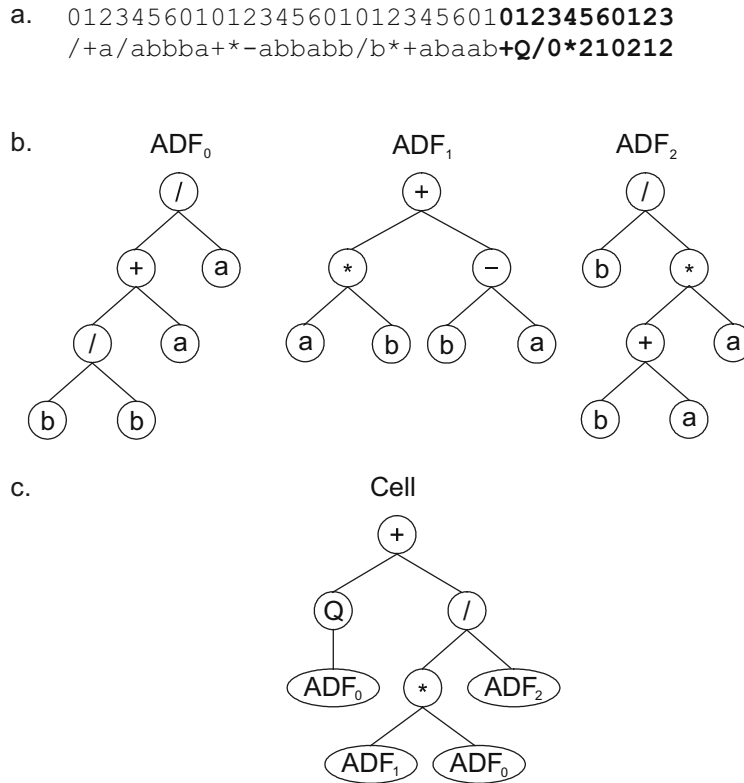 a. 01234560101234560101234560101234560123
/+a/abbba+*-abbabb/b*+abaab+Q/0*210212
b. ADF₀ ADF₁ ADF₂
/ + /
+ a * − b *
/ a a b b a + a
b b b a
c. Cell
+
Q /
ADF₀ * ADF₂
ADF₁ ADF₀